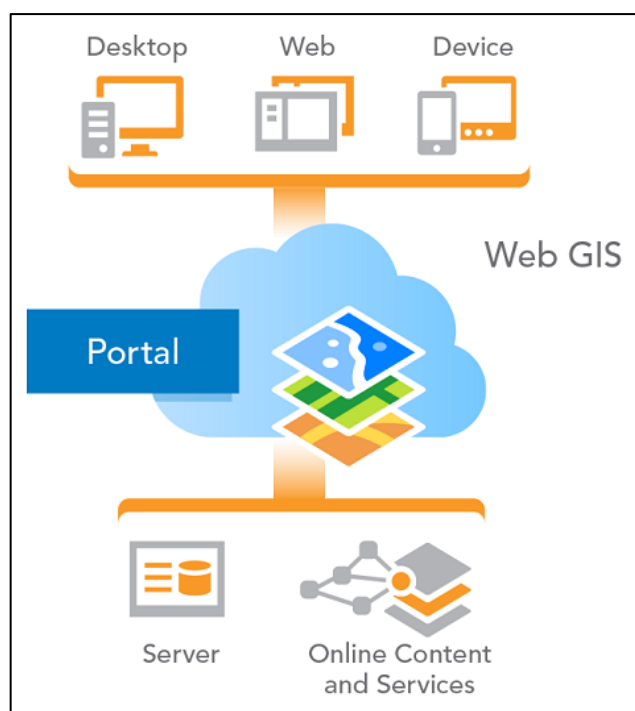 Desktop Web Device
Web GIS
Portal
Server Online Content
and Services